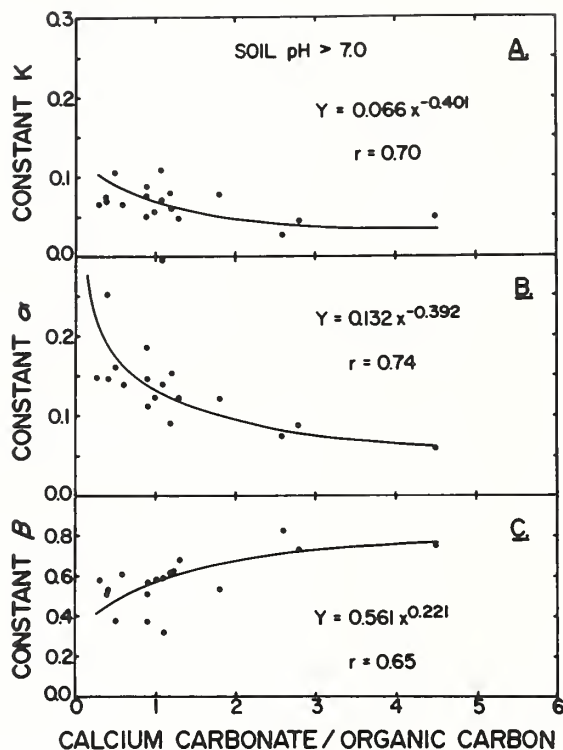 0.3
0.2
0.1
0.0
CONSTANT K
SOIL pH > 7.0
A.
Y = 0.066 x^-0.401
r = 0.70
0.2
0.1
0.0
CONSTANT α
B.
Y = 0.132 x^-0.392
r = 0.74
0.8
0.6
0.4
0.2
0.0
CONSTANT β
C.
Y = 0.561 x^0.221
r = 0.65
0 1 2 3 4 5 6
CALCIUM CARBONATE / ORGANIC CARBON